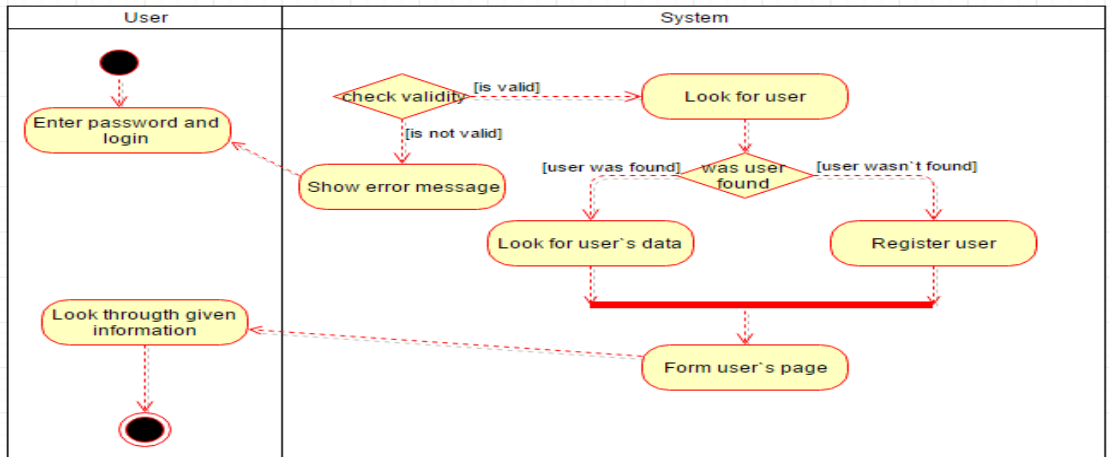 User
System
Enter password and
login
check validity
[is valid]
Look for user
[is not valid]
Show error message
[user was found]
was user
found
[user wasn`t found]
Look for user`s data
Register user
Look througth given
information
Form user`s page